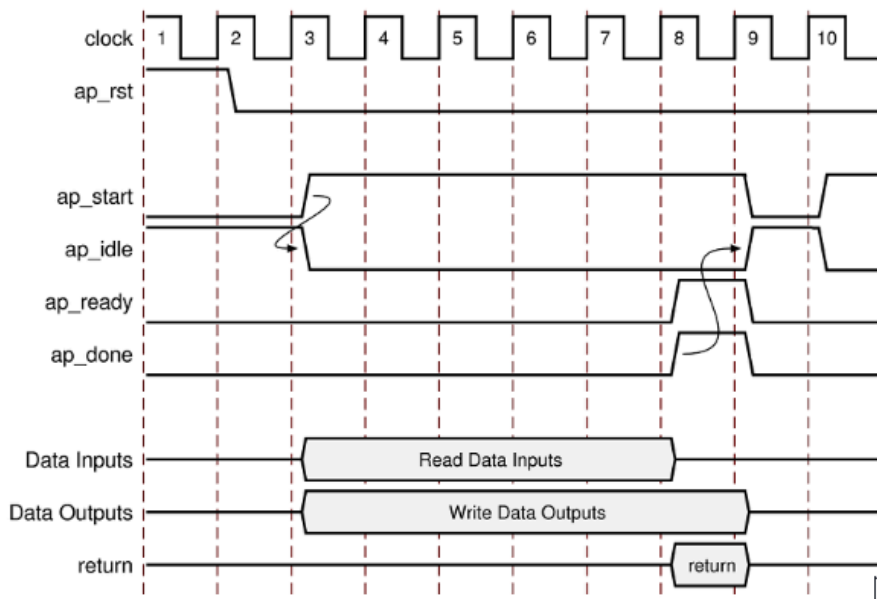 clock 1 2 3 4 5 6 7 8 9 10
ap_rst
ap_start
ap_idle
ap_ready
ap_done
Data Inputs Read Data Inputs
Data Outputs Write Data Outputs
return return